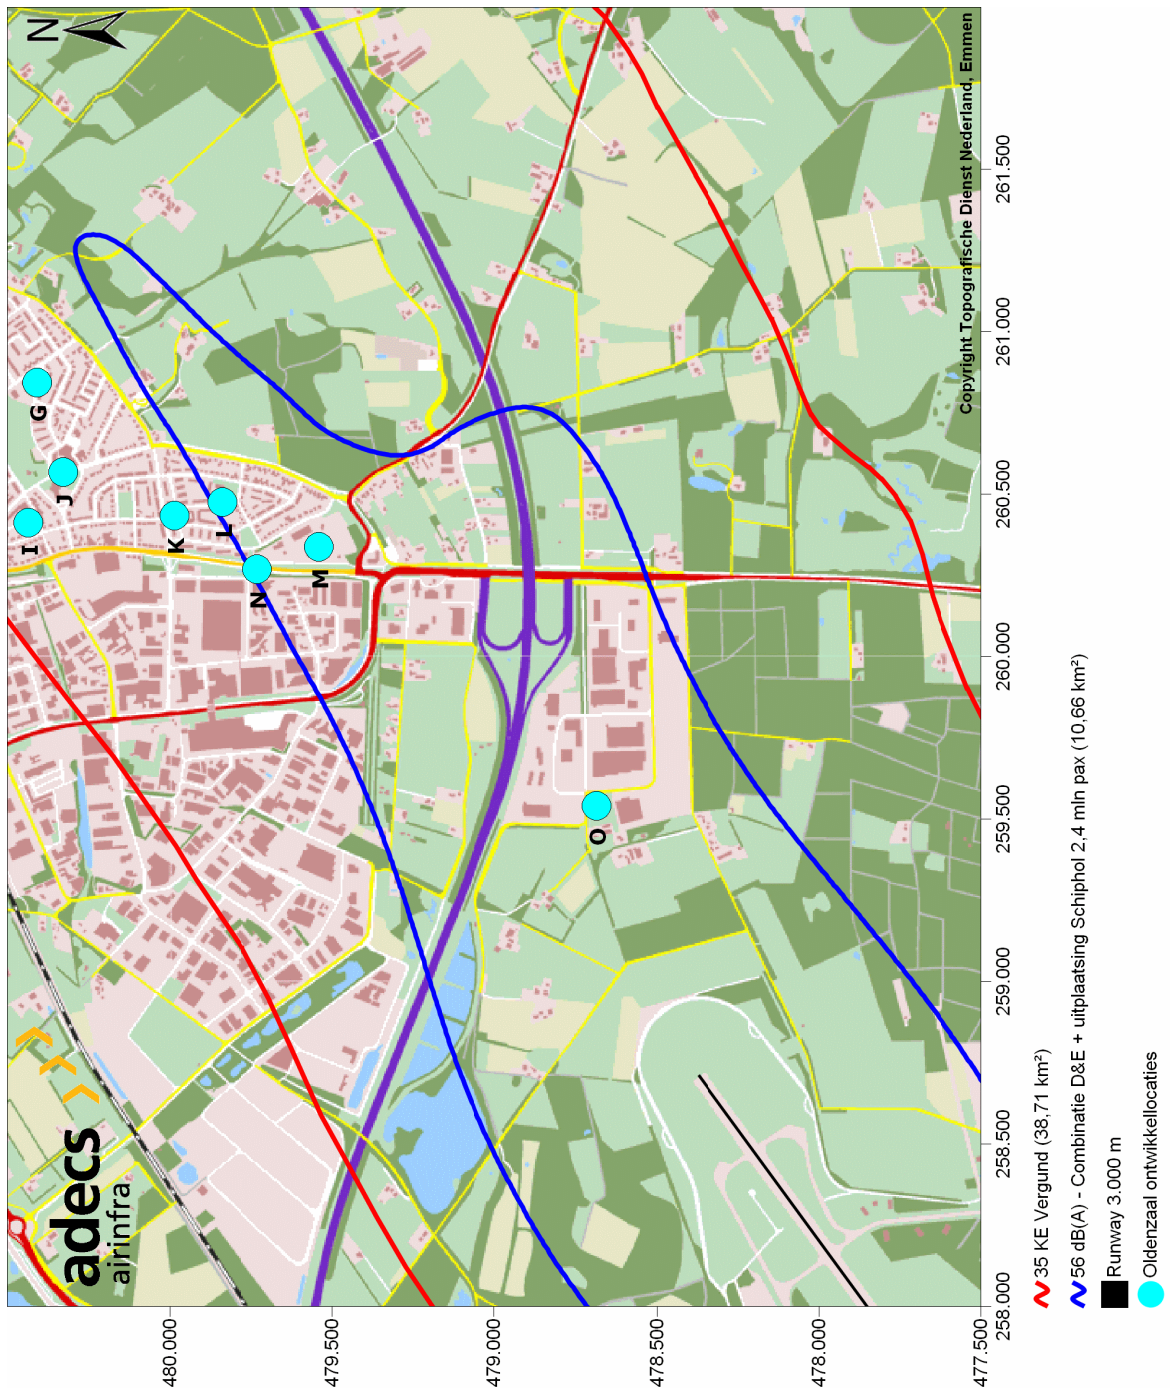 adecs
airinfra
N
G
J
I
K
L
N
M
O
480.000
479.500
479.000
478.500
478.000
477.500
258.000
258.500
259.000
259.500
260.000
260.500
261.000
261.500
Copyright Topografische Dienst Nederland, Emmen
35 KE Vergund (38,71 km²)
56 dB(A) - Combinatie D&E + uitplaatsing Schiphol 2,4 mln pax (10,66 km²)
Runway 3.000 m
Oldenzaal ontwikkellocaties